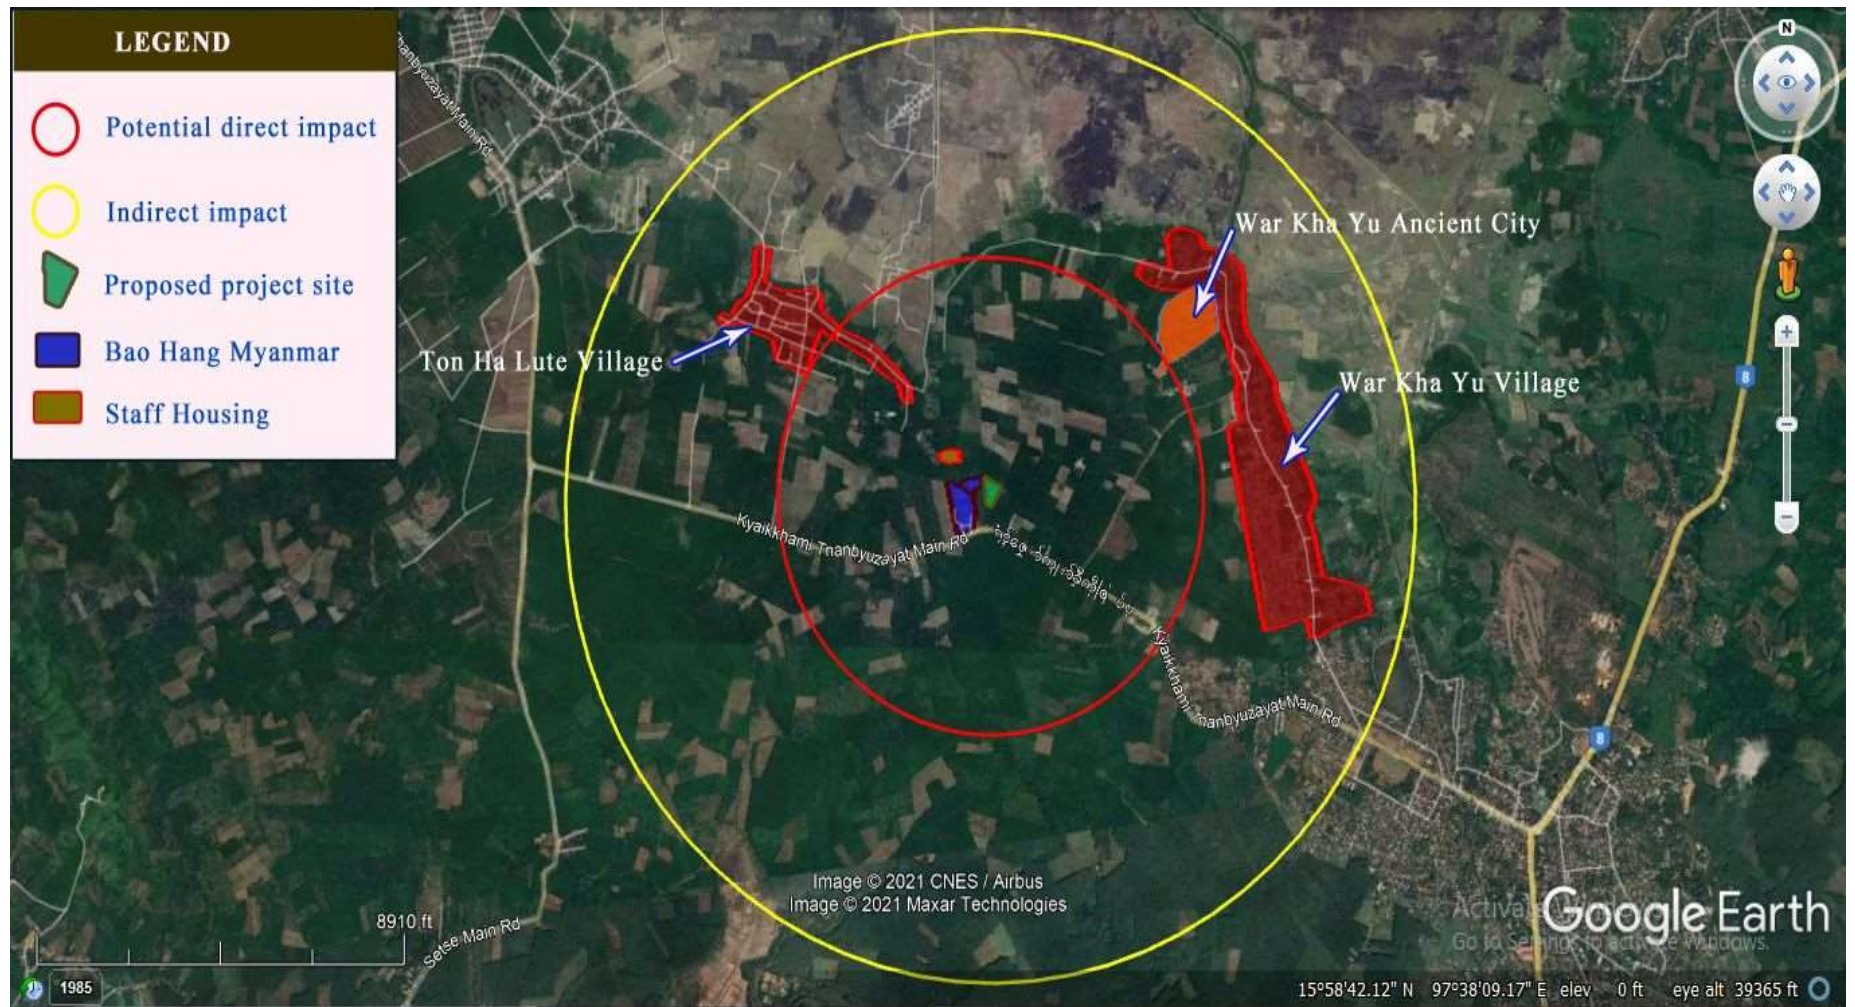 LEGEND
Potential direct impact
Indirect impact
Proposed project site
Bao Hang Myanmar
Staff Housing
hanbyuzayat Main Rd
N
War Kha Yu Ancient City
Ton Ha Lute Village
War Kha Yu Village
8
Kyaikkhami Tnanbyuzayat Main Rd
Kyaikkhami Tnanbyuzayat Main Rd
8
Image © 2021 CNES / Airbus
Image © 2021 Maxar Technologies
8910 ft
Setse Main Rd
Google Earth
Activate Windows
Go to Settings to activate Windows.
1985
15°58'42.12" N 97°38'09.17" E elev 0 ft eye alt 39365 ft